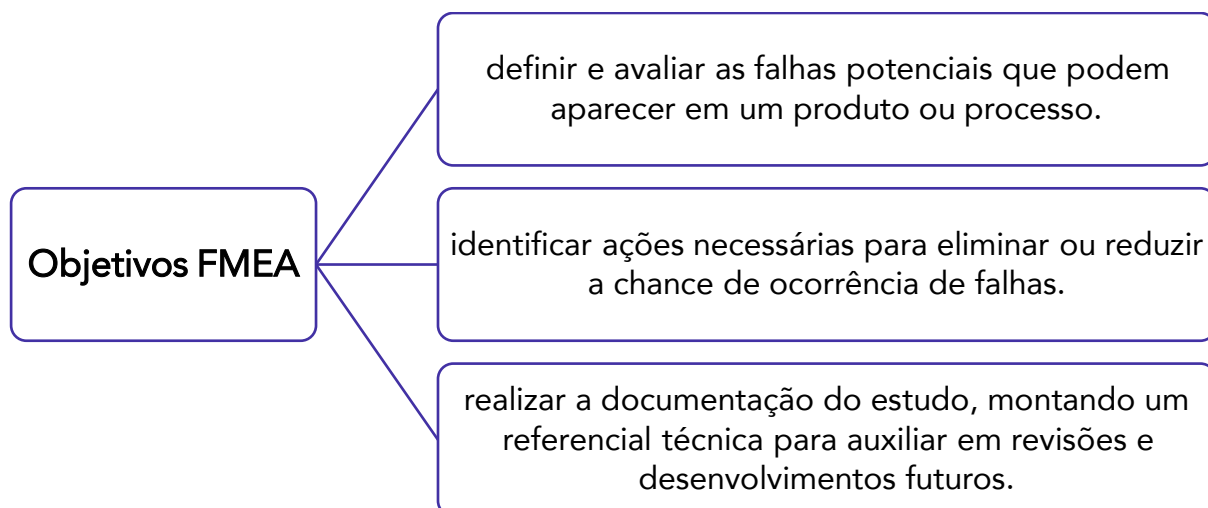 Objetivos FMEA
definir e avaliar as falhas potenciais que podem
aparecer em um produto ou processo.
identificar ações necessárias para eliminar ou reduzir
a chance de ocorrência de falhas.
realizar a documentação do estudo, montando um
referencial técnica para auxiliar em revisões e
desenvolvimentos futuros.